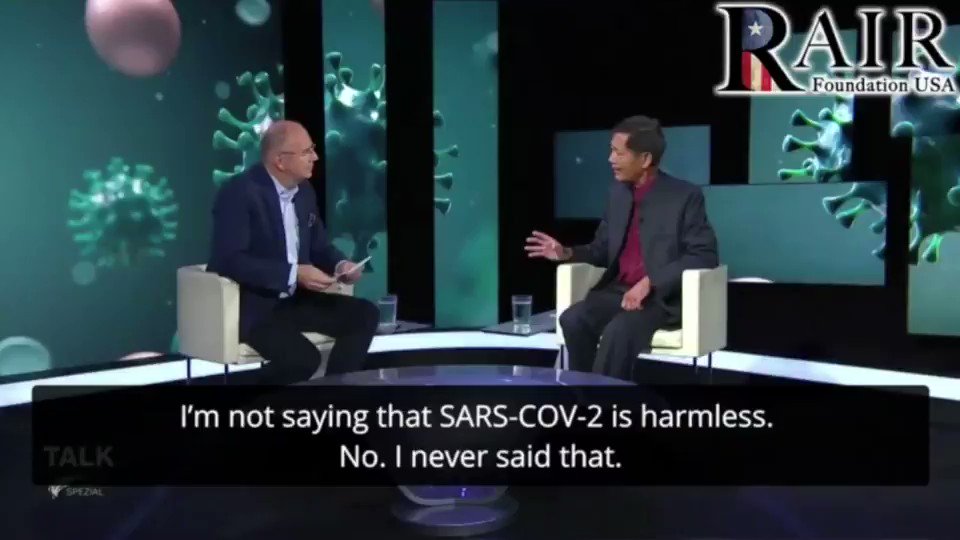 RAIR
Foundation USA
I'm not saying that SARS-COV-2 is harmless.
No. I never said that.
TALK
SPEZIAL